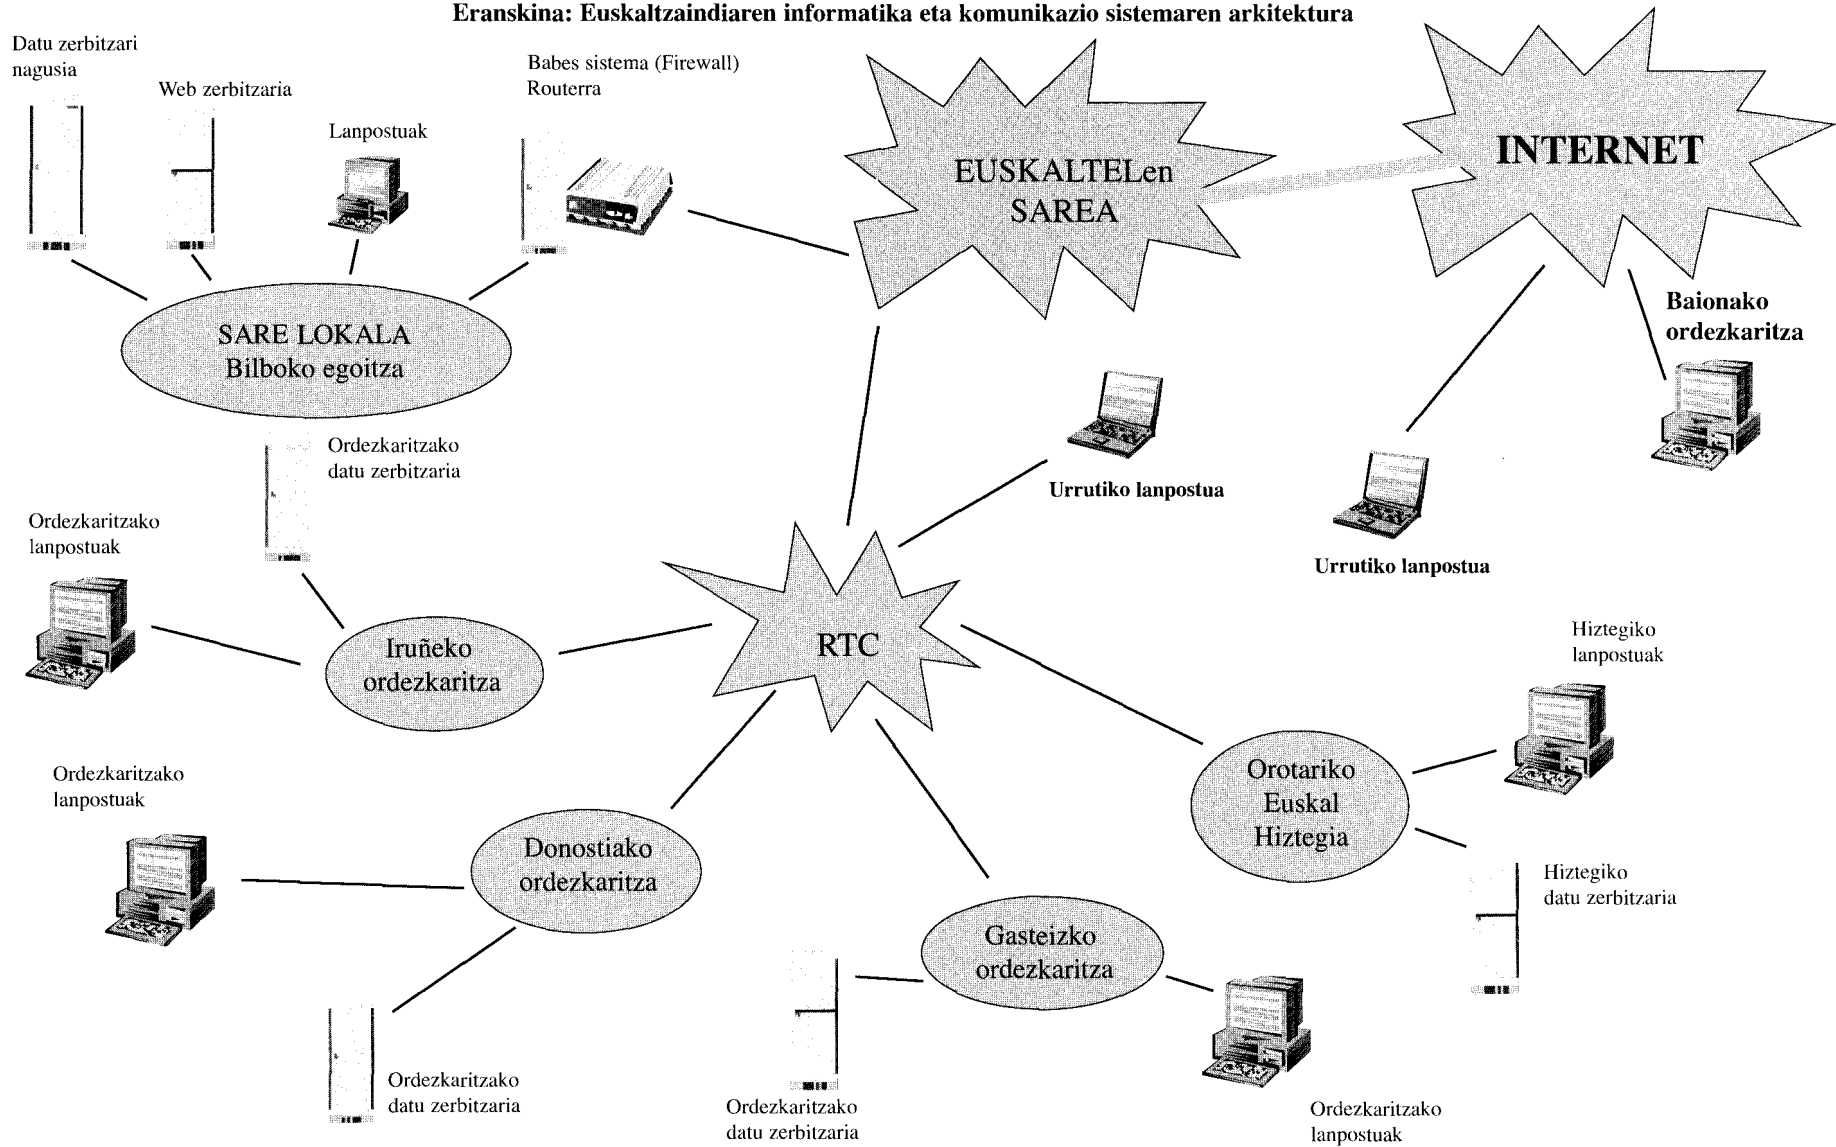 Eranskina: Euskaltzaindiaren informatika eta komunikazio sistemaren arkitektura
Datu zerbitzari
nagusia
Web zerbitzaria
Lanpostuak
Babes sistema (Firewall)
Routerra
EUSKALTELen
SAREA
INTERNET
SARE LOKALA
Bilboko egoitza
Baionako
ordezkaritza
Ordezkaritzako
datu zerbitzaria
Urrutiko lanpostua
Urrutiko lanpostua
Ordezkaritzako
lanpostuak
Iruñeko
ordezkaritza
RTC
Hiztegiko
lanpostuak
Orotariko
Euskal
Hiztegia
Ordezkaritzako
lanpostuak
Donostiako
ordezkaritza
Hiztegiko
datu zerbitzaria
Gasteizko
ordezkaritza
Ordezkaritzako
datu zerbitzaria
Ordezkaritzako
datu zerbitzaria
Ordezkaritzako
lanpostuak